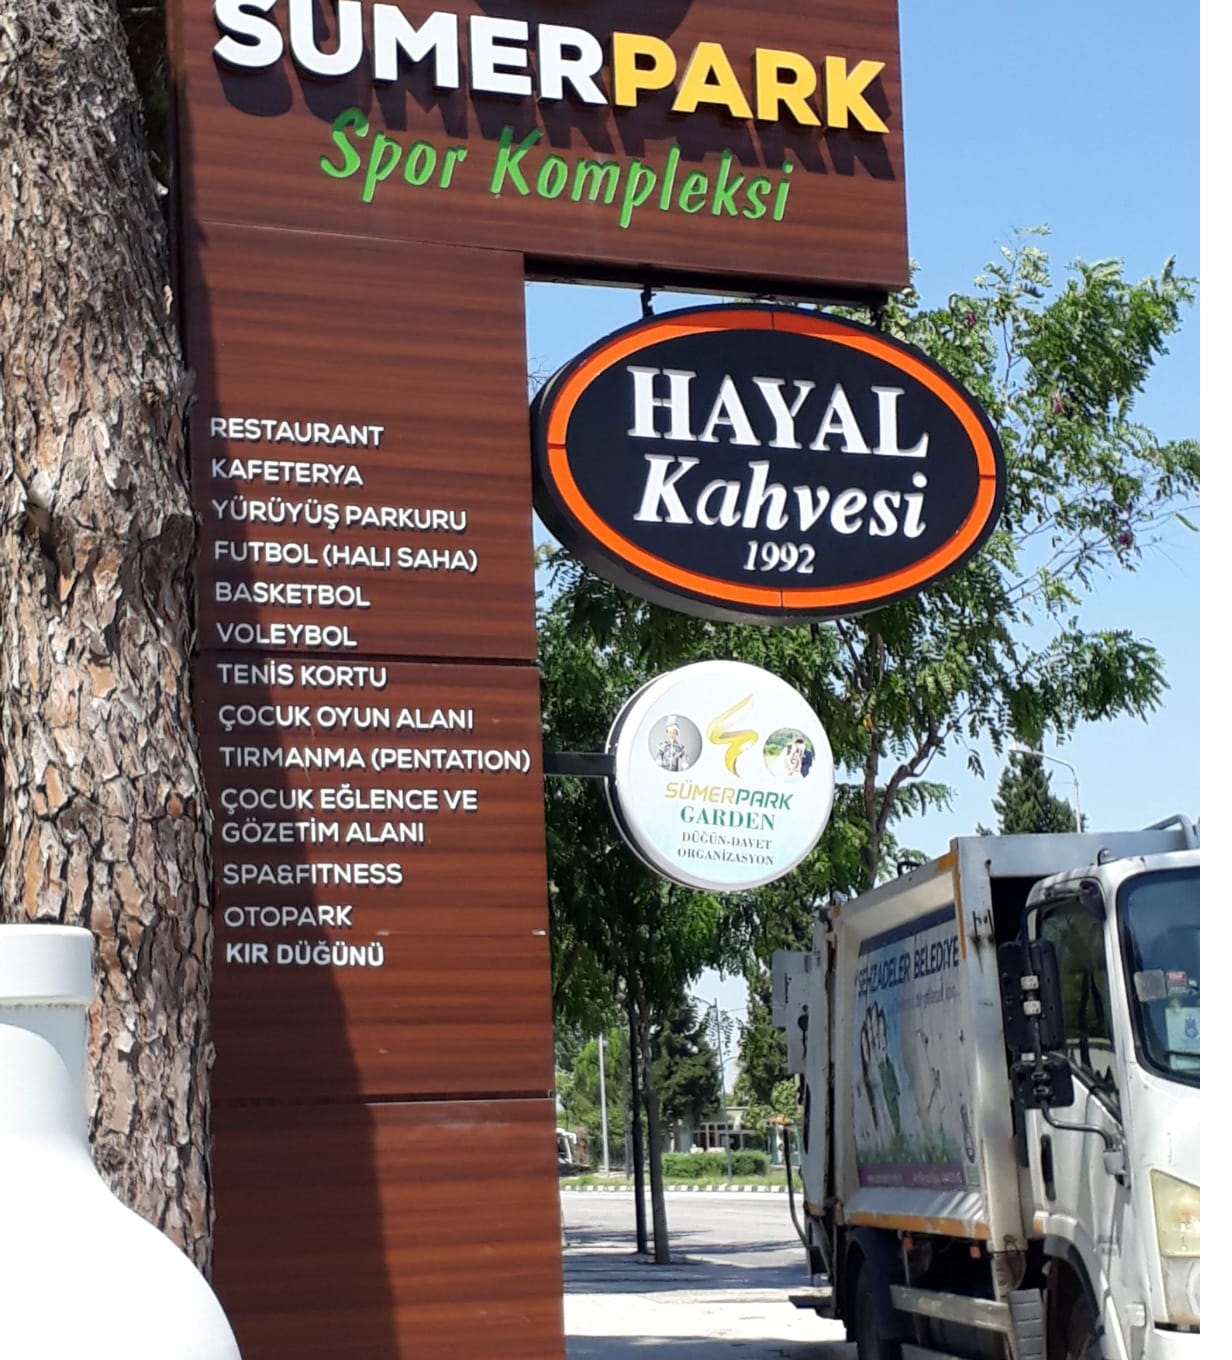 SÜMERPARK
Spor Kompleksi
HAYAL
Kahvesi
1992
RESTAURANT
KAFETERYA
YÜRÜYÜŞ PARKURU
FUTBOL (HALI SAHA)
BASKETBOL
VOLEYBOL
TENİS KORTU
ÇOCUK OYUN ALANI
TIRMANMA (PENTATION)
ÇOCUK EĞLENCE VE
GÖZETİM ALANI
SPA&FITNESS
OTOPARK
KIR DÜĞÜNÜ
SÜMERPARK
GARDEN
DÜĞÜN-DAVET
ORGANİZASYON
ŞEHZADELER BELEDİYE